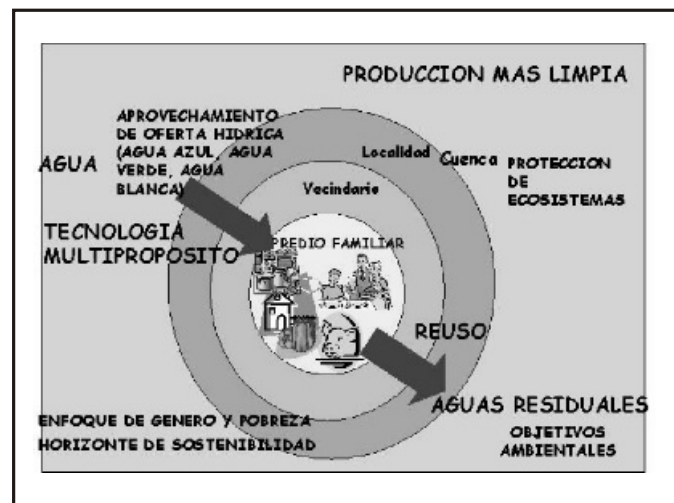 PRODUCCION MAS LIMPIA
APROVECHAMIENTO
DE OFERTA HIDRICA
(AGUA AZUL, AGUA
VERDE, AGUA
BLANCA)
AGUA
Localidad
Cuenca
PROTECCION
DE
ECOSISTEMAS
Vecindario
TECNOLOGIA
MULTIPROPOSITO
PREDIO FAMILIAR
REUSO
AGUAS RESIDUALES
OBJETIVOS
AMBIENTALES
ENFOQUE DE GENERO Y POBREZA
HORIZONTE DE SOSTENIBILIDAD